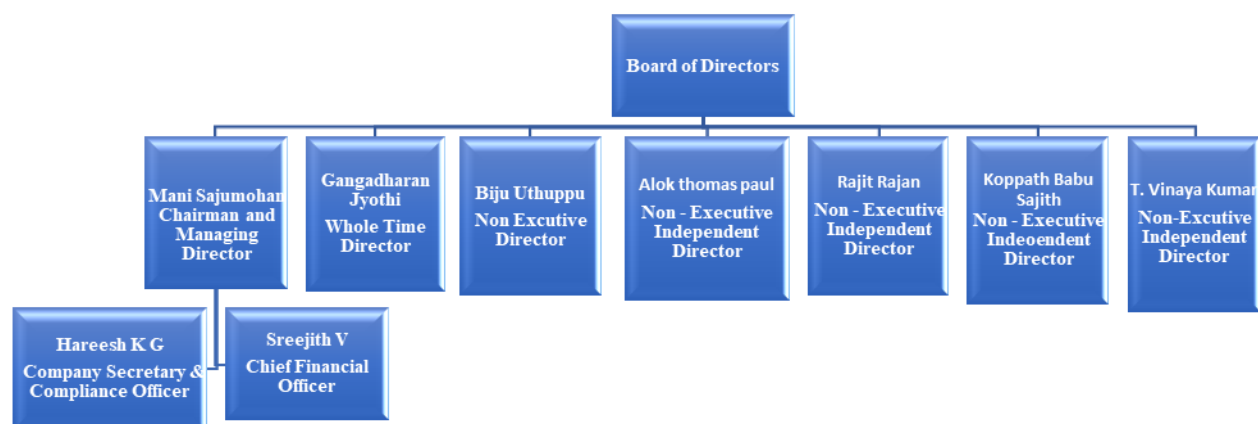 Board of Directors
Mani Sajumohan
Chairman and
Managing
Director
Gangadharan
Jyothi
Whole Time
Director
Biju Uthuppu
Non Excutive
Director
Alok thomas paul
Non - Executive
Independent
Director
Rajit Rajan
Non - Executive
Independent
Director
Koppath Babu
Sajith
Non - Executive
Indeoendent
Director
T. Vinaya Kumar
Non-Excutive
Independent
Director
Hareesh K G
Company Secretary &
Compliance Officer
Sreejith V
Chief Financial
Officer